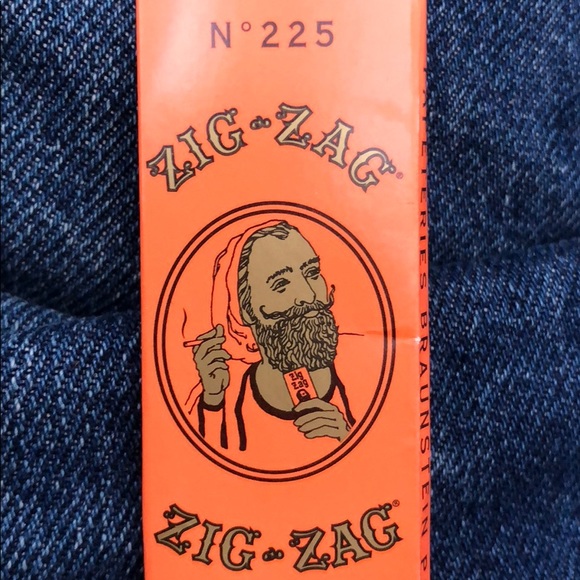 N° 225
ZIG-ZAG®
Zig
Zag
ZIG-ZAG®
PAPETERIES BRAUNSTEIN P